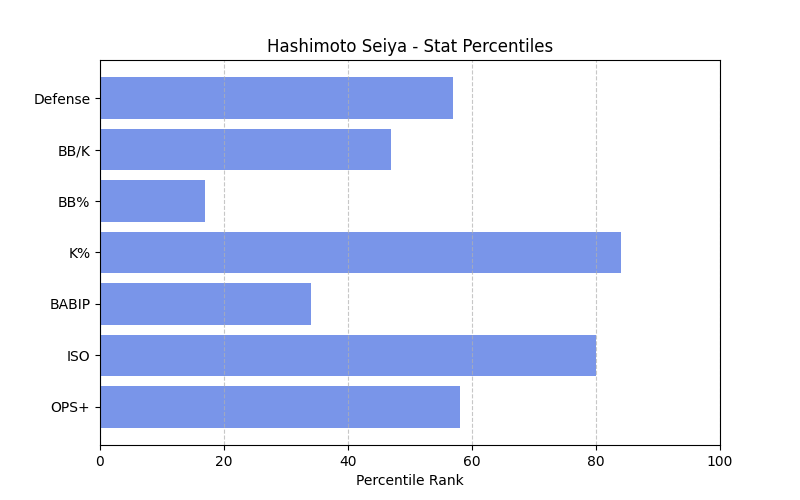 Hashimoto Seiya - Stat Percentiles
Defense
BB/K
BB%
K%
BABIP
ISO
OPS+
0 20 40 60 80 100
Percentile Rank